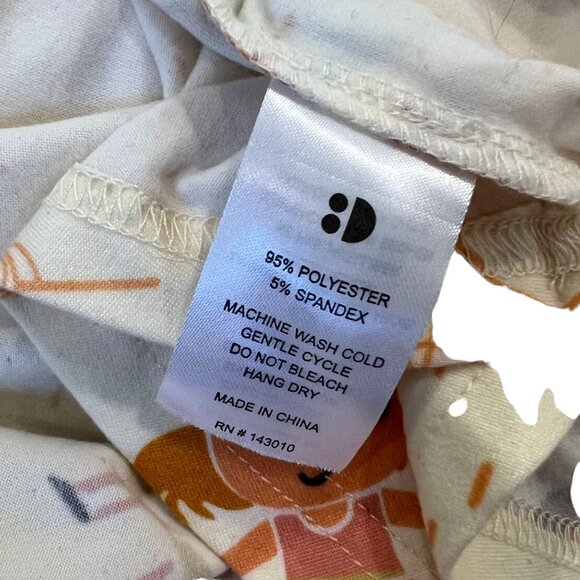 95% POLYESTER
5% SPANDEX
MACHINE WASH COLD
GENTLE CYCLE
DO NOT BLEACH
HANG DRY
MADE IN CHINA
RN # 143010